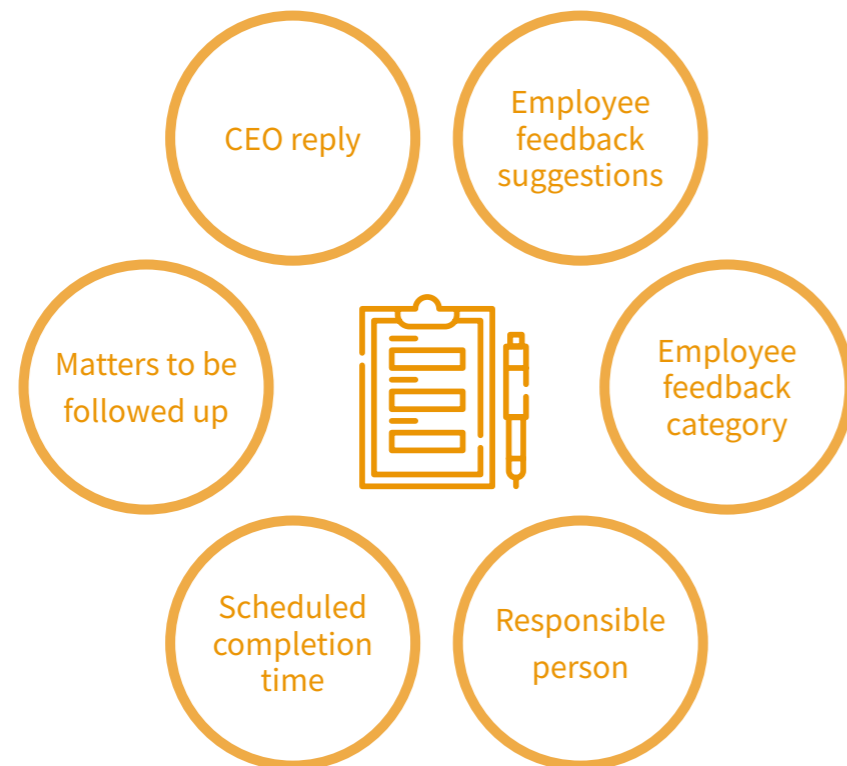 CEO reply
Employee
feedback
suggestions
Matters to be
followed up
Employee
feedback
category
Scheduled
completion
time
Responsible
person